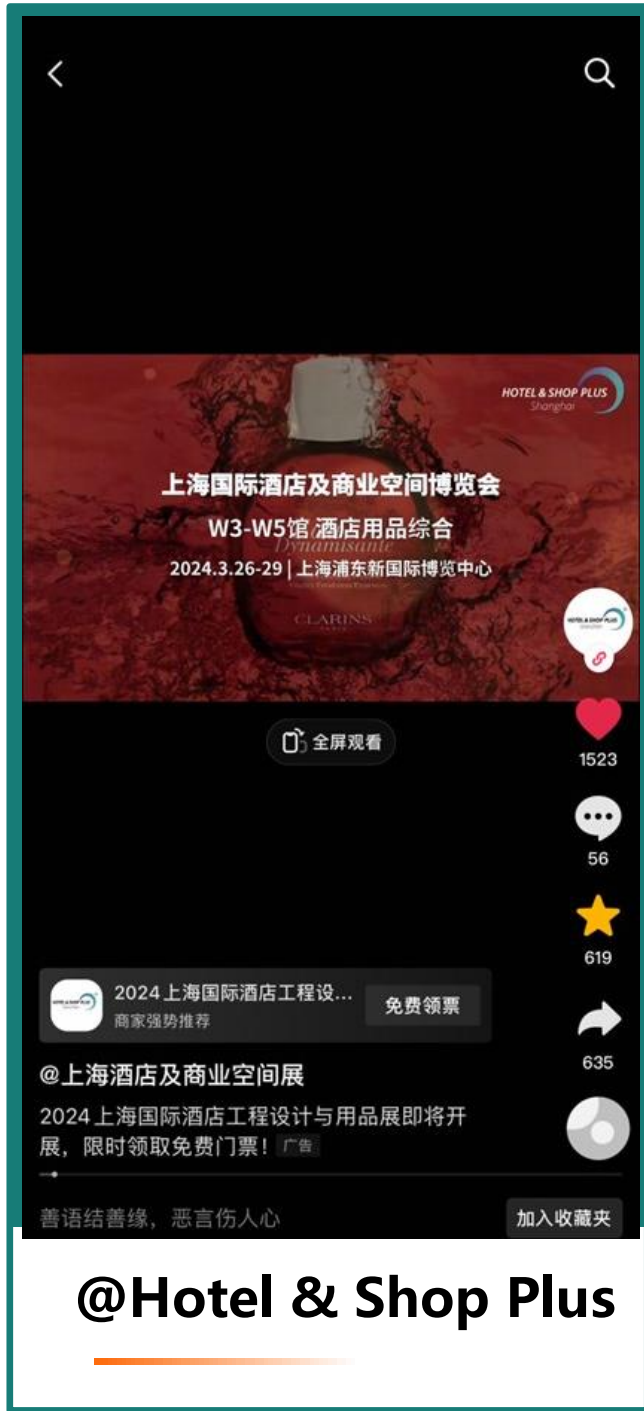 HOTEL & SHOP PLUS
Shanghai
上海国际酒店及商业空间博览会
W3-W5馆 酒店用品综合
Dynamisante
2024.3.26-29 | 上海浦东新国际博览中心
CLARINS
HOTEL & SHOP PLUS
全屏观看
1523
56
619
2024上海国际酒店工程设...
商家强势推荐
免费领票
635
@上海酒店及商业空间展
2024上海国际酒店工程设计与用品展即将开
展，限时领取免费门票！ 广告
善语结善缘，恶言伤人心
加入收藏夹
@Hotel & Shop Plus